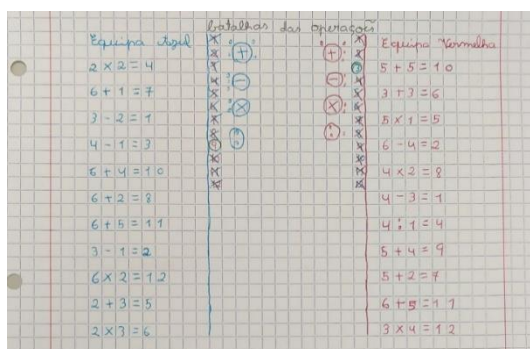 batalhas das operações
Equipa Azul
2 × 2 = 4
6 + 1 = 7
3 - 2 = 1
4 - 1 = 3
6 + 4 = 10
6 + 2 = 8
6 + 5 = 11
3 - 1 = 2
6 × 2 = 12
2 + 3 = 5
2 × 3 = 6
+
-
×
:
+
-
×
:
Equipa Vermelha
5 + 5 = 10
3 + 3 = 6
5 × 1 = 5
6 - 4 = 2
4 × 2 = 8
4 - 3 = 1
4 : 1 = 4
5 + 4 = 9
5 + 2 = 7
6 + 5 = 11
3 × 4 = 12